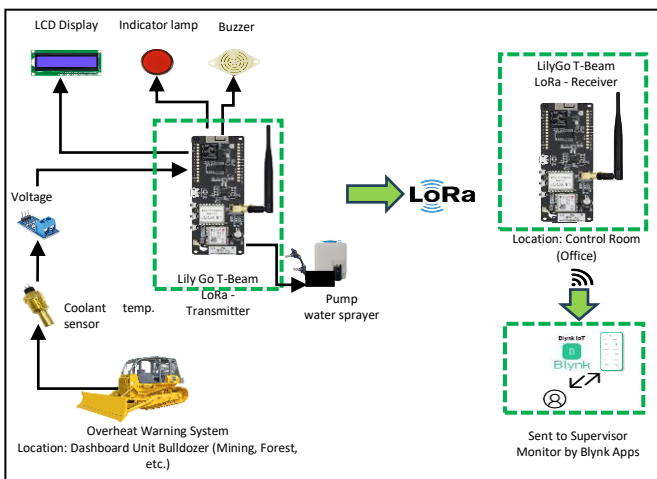 LCD Display
Indicator lamp
Buzzer
LilyGo T-Beam
LoRa - Receiver
Voltage
LoRa
Location: Control Room
(Office)
Lily Go T-Beam
LoRa -
Transmitter
Pump
water sprayer
Coolant temp.
sensor
Blynk IoT
Blynk
Overheat Warning System
Location: Dashboard Unit Bulldozer (Mining, Forest,
etc.)
Sent to Supervisor
Monitor by Blynk Apps